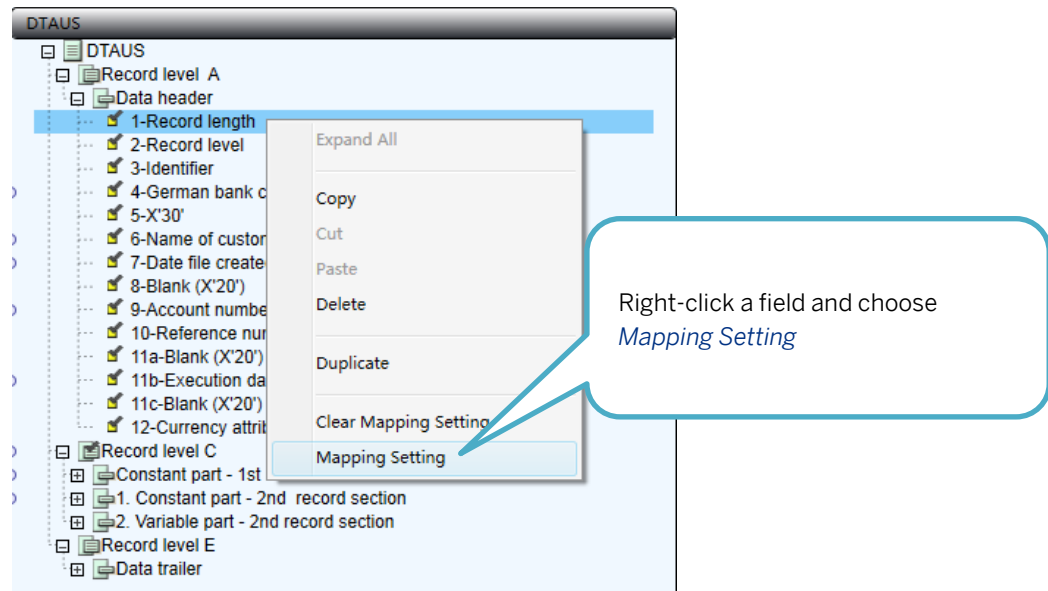 DTAUS
DTAUS
Record level A
Data header
1-Record length
2-Record level
3-Identifier
4-German bank c
5-X'30'
6-Name of custor
7-Date file create
8-Blank (X'20')
9-Account numbe
10-Reference nur
11a-Blank (X'20')
11b-Execution da
11c-Blank (X'20')
12-Currency attrib
Record level C
Constant part - 1st
1. Constant part - 2nd record section
2. Variable part - 2nd record section
Record level E
Data trailer
Expand All
Copy
Cut
Paste
Delete
Duplicate
Clear Mapping Setting
Mapping Setting
Right-click a field and choose
Mapping Setting